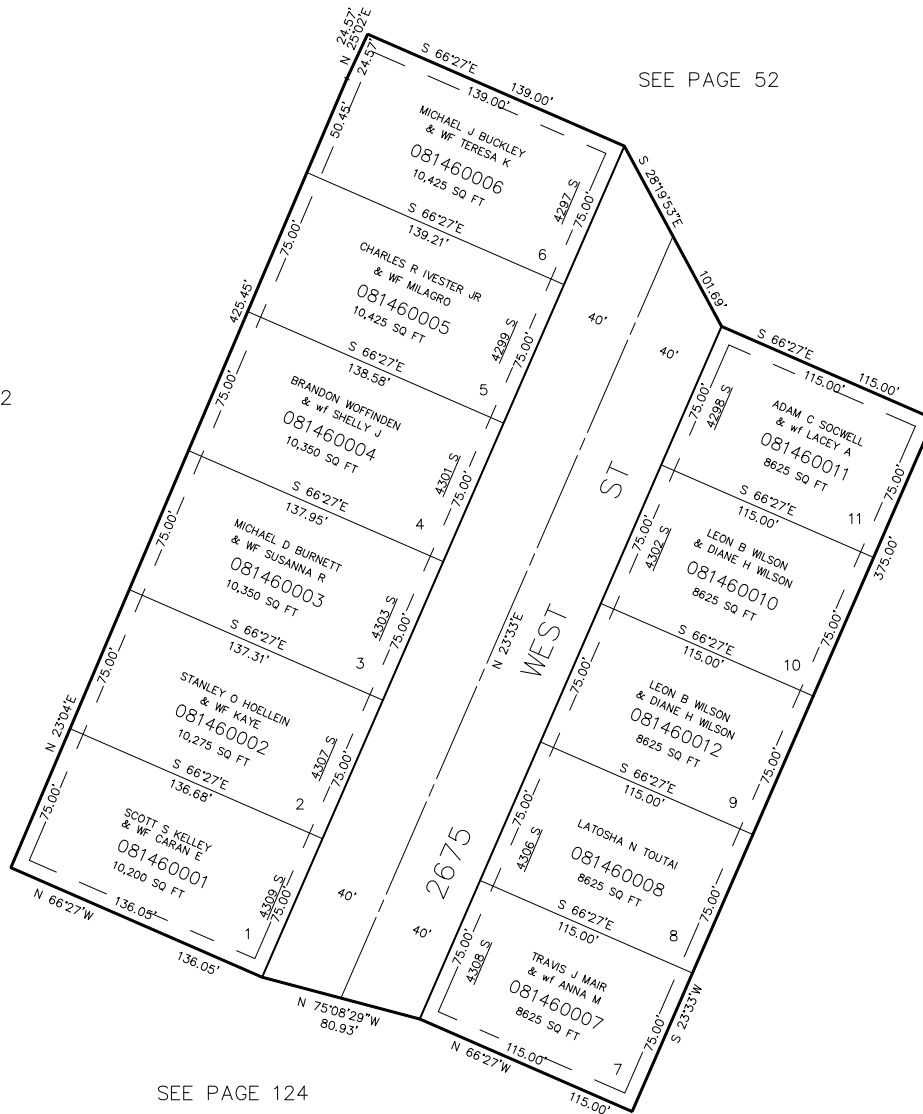 24.57'
N 25°02'E
24.57'
S 66°27'E
139.00'
139.00'
SEE PAGE 52
50.45'
MICHAEL J BUCKLEY
& WF TERESA K
081460006
10,425 SQ FT
4297 S
75.00'
S 28°19'53"E
101.69'
S 66°27'E
139.21'
6
75.00'
CHARLES R IVESTER JR
& WF MILAGRO
081460005
10,425 SQ FT
4299 S
75.00'
40'
40'
425.45'
S 66°27'E
138.58'
5
2
75.00'
BRANDON WOFFINDEN
& wf SHELLY J
081460004
10,350 SQ FT
4301 S
75.00'
S 66°27'E
137.95'
4
75.00'
MICHAEL D BURNETT
& WF SUSANNA R
081460003
10,350 SQ FT
4303 S
75.00'
S 66°27'E
137.31'
3
75.00'
N 23°04'E
STANLEY O HOELLEIN
& WF KAYE
081460002
10,275 SQ FT
4307 S
75.00'
S 66°27'E
136.68'
2
75.00'
SCOTT S KELLEY
& WF CARAN E
081460001
10,200 SQ FT
4309 S
75.00'
1
N 66°27'W
136.05'
136.05'
N 23°33'E
2675 WEST ST
40'
40'
N 75°08'29"W
80.93'
S 66°27'E
115.00'
115.00'
75.00'
4298 S
ADAM C SOCWELL
& wf LACEY A
081460011
8625 SQ FT
75.00'
S 66°27'E
115.00'
11
375.00'
75.00'
4302 S
LEON B WILSON
& DIANE H WILSON
081460010
8625 SQ FT
75.00'
S 66°27'E
115.00'
10
75.00'
LEON B WILSON
& DIANE H WILSON
081460012
8625 SQ FT
75.00'
S 66°27'E
115.00'
9
75.00'
4306 S
LATOSHA N TOUTAI
081460008
8625 SQ FT
75.00'
S 66°27'E
115.00'
8
75.00'
4308 S
TRAVIS J MAIR
& wf ANNA M
081460007
8625 SQ FT
75.00'
S 23°33'W
7
N 66°27'W
115.00'
115.00'
SEE PAGE 124